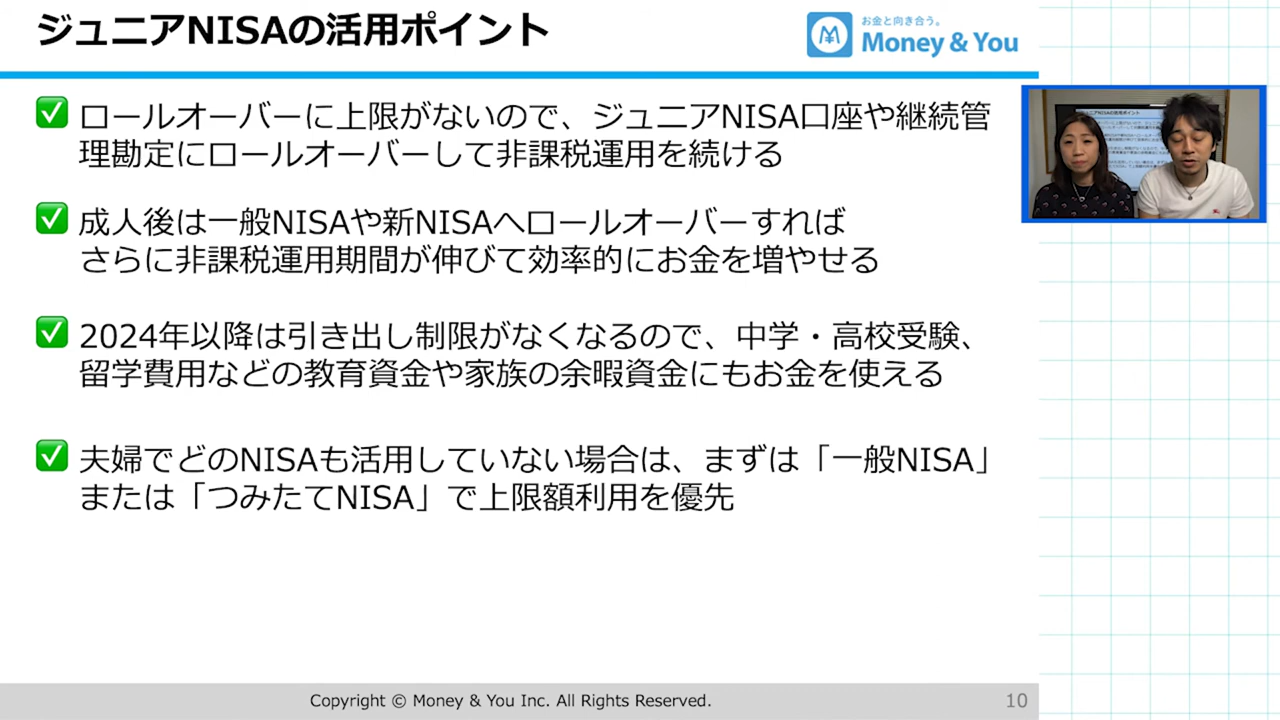 ジュニアNISAの活用ポイント
お金と向き合う。
Money & You
ロールオーバーに上限がないので、ジュニアNISA口座や継続管
理勘定にロールオーバーして非課税運用を続ける
成人後は一般NISAや新NISAへロールオーバーすれば
さらに非課税運用期間が伸びて効率的にお金を増やせる
2024年以降は引き出し制限がなくなるので、中学・高校受験、
留学費用などの教育資金や家族の余暇資金にもお金を使える
夫婦でどのNISAも活用していない場合は、まずは「一般NISA」
または「つみたてNISA」で上限額利用を優先
Copyright © Money & You Inc. All Rights Reserved.
10